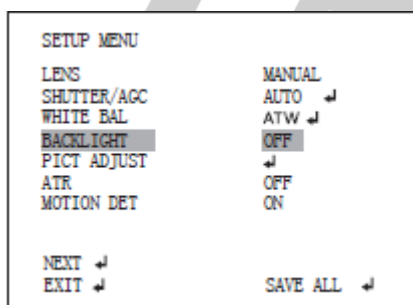 SETUP MENU
LENS MANUAL
SHUTTER/AGC AUTO ↲
WHITE BAL ATW ↲
BACKLIGHT OFF
PICT ADJUST ↲
ATR OFF
MOTION DET ON
NEXT ↲
EXIT ↲ SAVE ALL ↲